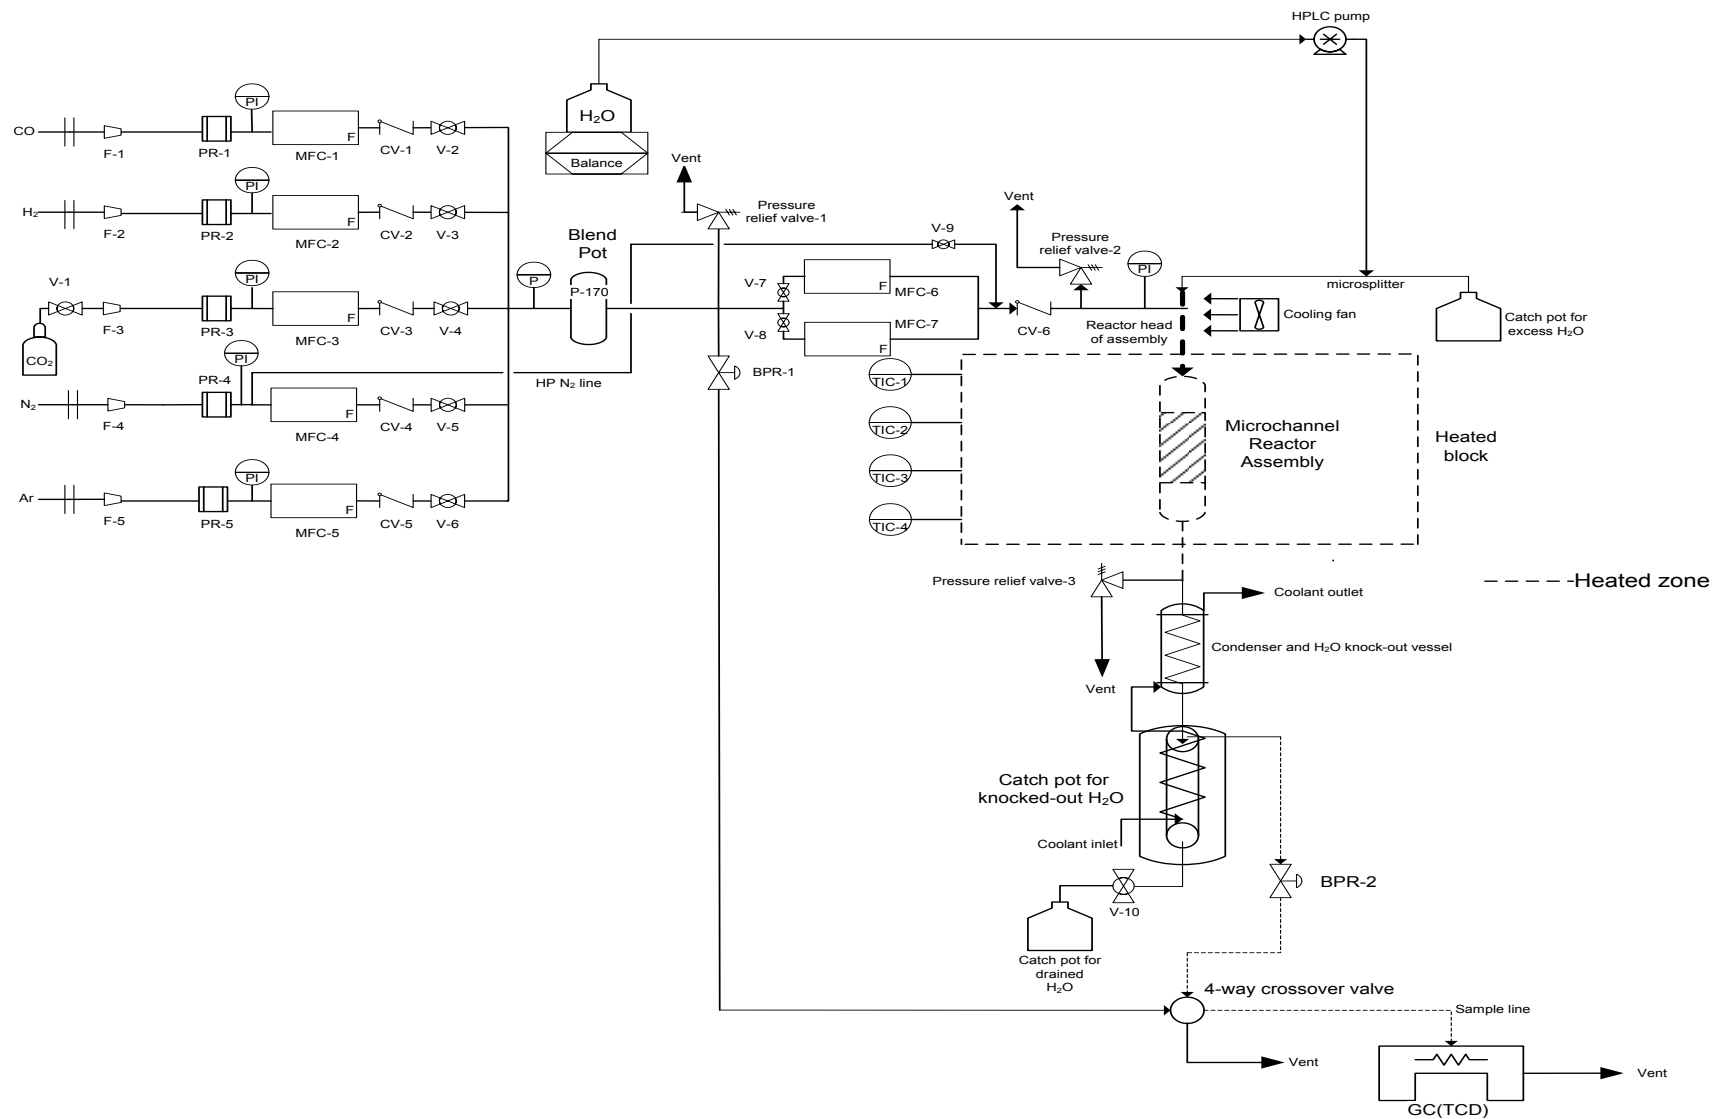 HPLC pump
H₂O
Balance
CO
F-1
PR-1
PI
F
MFC-1
CV-1
V-2
H₂
F-2
PR-2
PI
F
MFC-2
CV-2
V-3
V-1
CO₂
F-3
PR-3
PI
F
MFC-3
CV-3
V-4
N₂
F-4
PR-4
PI
F
MFC-4
CV-4
V-5
Ar
F-5
PR-5
PI
F
MFC-5
CV-5
V-6
HP N₂ line
P
Blend
Pot
P-170
Vent
Pressure
relief valve-1
BPR-1
V-7
V-8
F
MFC-6
MFC-7
F
V-9
CV-6
Vent
Pressure
relief valve-2
PI
microsplitter
Reactor head
of assembly
Cooling fan
Catch pot for
excess H₂O
TIC-1
TIC-2
TIC-3
TIC-4
Microchannel
Reactor
Assembly
Heated
block
Heated zone
Pressure relief valve-3
Vent
Coolant outlet
Condenser and H₂O knock-out vessel
Catch pot for
knocked-out H₂O
Coolant inlet
V-10
Catch pot for
drained
H₂O
BPR-2
4-way crossover valve
Sample line
Vent
Vent
GC(TCD)